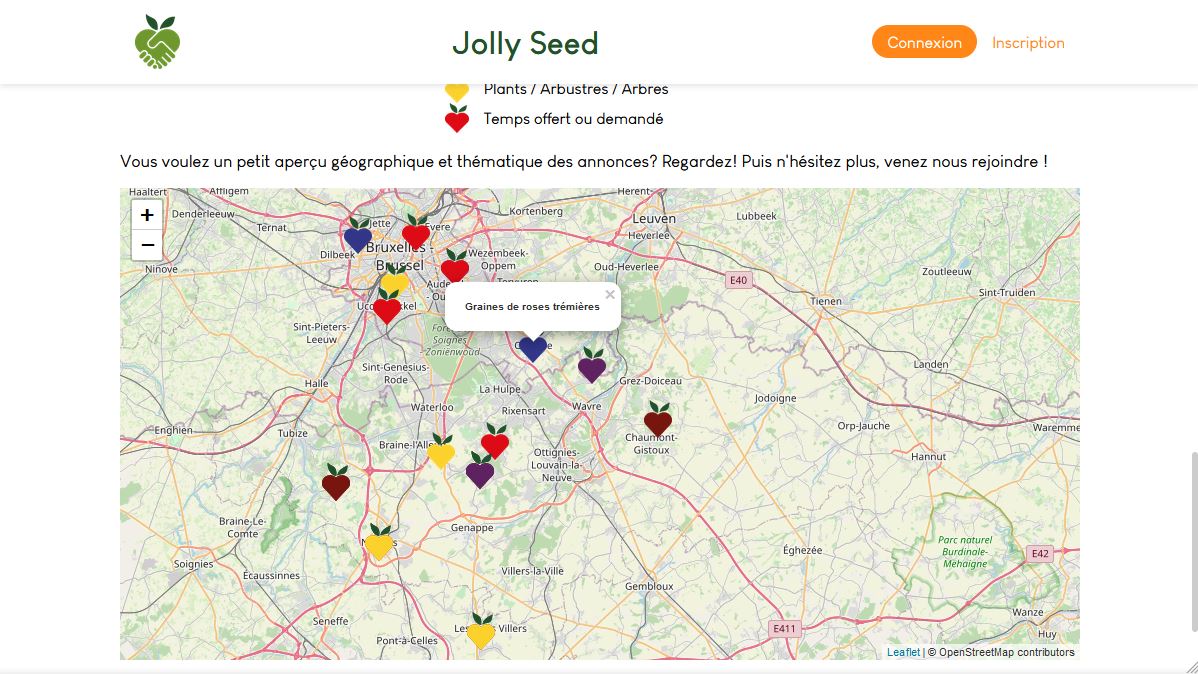 Jolly Seed
Connexion
Inscription
Plants / Arbustres / Arbres
Temps offert ou demandé
Vous voulez un petit aperçu géographique et thématique des annonces? Regardez! Puis n'hésitez plus, venez nous rejoindre !
+
−
Haaltert
Affligem
Herent-
Denderleeuw
Ternat
Jette
Evere
Kortenberg
Leuven
Lubbeek
Heverlee
Dilbeek
Bruxelles -
Brussel
Wezembeek-
Oppem
Oud-Heverlee
Ninove
E40
Zoutleeuw
Tienen
Sint-Truiden
×
Graines de roses trémières
Sint-Pieters-
Leeuw
Soignes
- Zoniënwoud
Sint-Genesius-
Rode
Landen
Halle
La Hulpe
Grez-Doiceau
Jodoigne
Waterloo
Rixensart
Wavre
Orp-Jauche
Waremme
Enghien
Tubize
Chaumont-
Gistoux
Hannut
Ottignies-
Louvain-la-
Neuve
Braine-Le-
Comte
Genappe
Parc naturel
Burdinale-
Mehaigne
E42
Éghezée
Soignies
Écaussinnes
Villers-la-Ville
Gembloux
Wanze
Seneffe
Huy
Pont-à-Celles
Villers
E411
Leaflet | © OpenStreetMap contributors